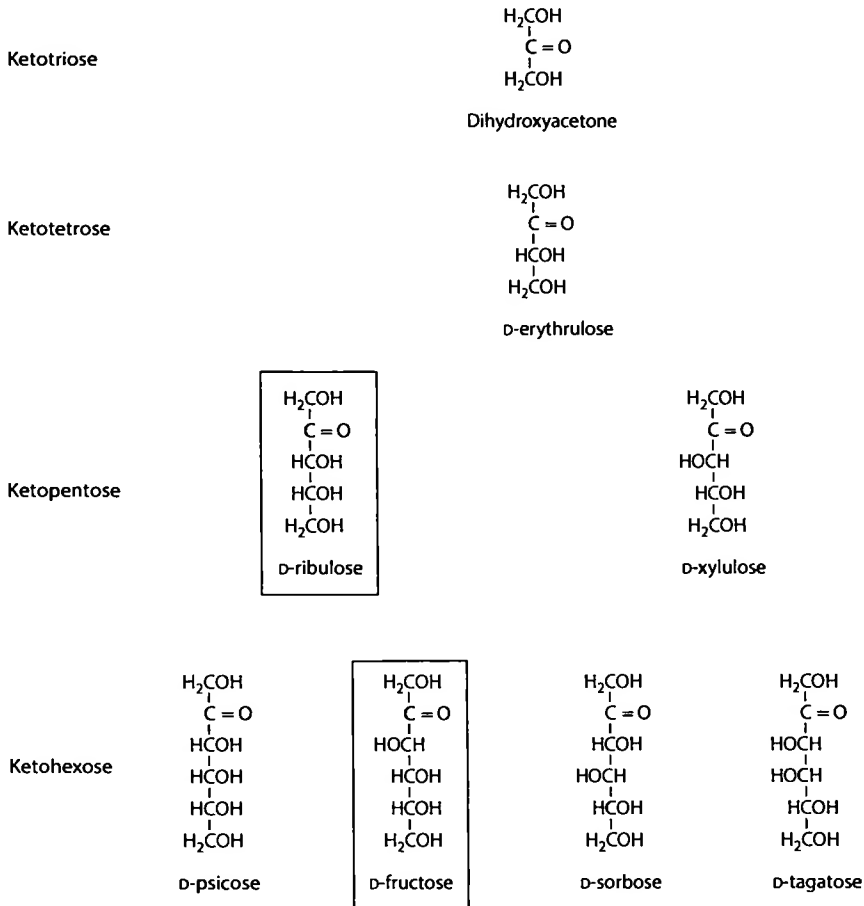 Ketotriose
H₂COH
C=O
H₂COH
Dihydroxyacetone
Ketotetrose
H₂COH
C=O
HCOH
H₂COH
D-erythrulose
Ketopentose
H₂COH
C=O
HCOH
HCOH
H₂COH
D-ribulose
H₂COH
C=O
HOCH
HCOH
H₂COH
D-xylulose
Ketohexose
H₂COH
C=O
HCOH
HCOH
HCOH
H₂COH
D-psicose
H₂COH
C=O
HOCH
HCOH
HCOH
H₂COH
D-fructose
H₂COH
C=O
HCOH
HOCH
HCOH
H₂COH
D-sorbose
H₂COH
C=O
HOCH
HOCH
HCOH
H₂COH
D-tagatose